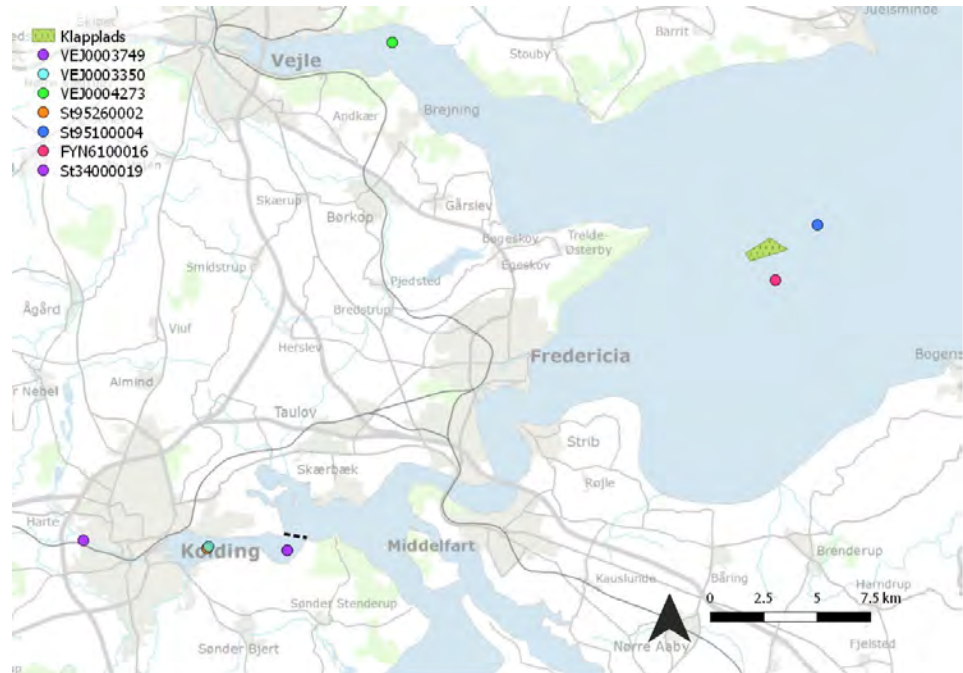 Klapplads
VEJ0003749
VEJ0003350
VEJ0004273
St95260002
St95100004
FYN6100016
St34000019
Skibet
Vejle
Stouby
Barrit
Juelsminde
Brejning
Andkær
Skærup
Gårslev
Børkop
Bøgeskov
Trelde-
Østerby
Egeskov
Smidstrup
Pjedsted
Ågård
Bredstrup
Viuf
Herslev
Fredericia
Bogens
r Nebel
Almind
Taulov
Strib
Skærbæk
Røjle
Harte
Kolding
Middelfart
Brenderup
Kauslunde
Båring
Harndrup
0 2.5 5 7.5 km
Sønder Stenderup
Sønder Bjert
Nørre Aaby
Fjelsted
up